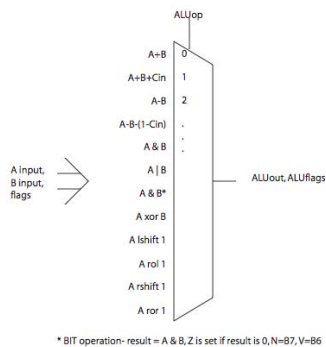 ALUop
A+B 0
A+B+Cin 1
A-B 2
A-B-(1-Cin) .
A & B .
.
A | B
A & B*
A xor B
A lshift 1
A rol 1
A rshift 1
A ror 1
A input,
B input,
flags
ALUout, ALUflags
* BIT operation- result = A & B, Z is set if result is 0, N=B7, V=B6